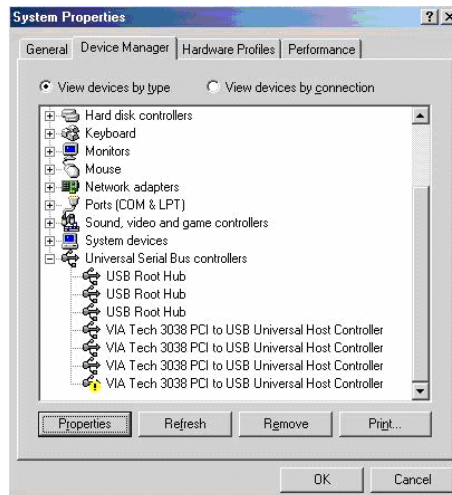 System Properties
? ×
General Device Manager Hardware Profiles Performance
View devices by type View devices by connection
Hard disk controllers
Keyboard
Monitors
Mouse
Network adapters
Ports (COM & LPT)
Sound, video and game controllers
System devices
Universal Serial Bus controllers
USB Root Hub
USB Root Hub
USB Root Hub
VIA Tech 3038 PCI to USB Universal Host Controller
VIA Tech 3038 PCI to USB Universal Host Controller
VIA Tech 3038 PCI to USB Universal Host Controller
VIA Tech 3038 PCI to USB Universal Host Controller
Properties Refresh Remove Print...
OK Cancel